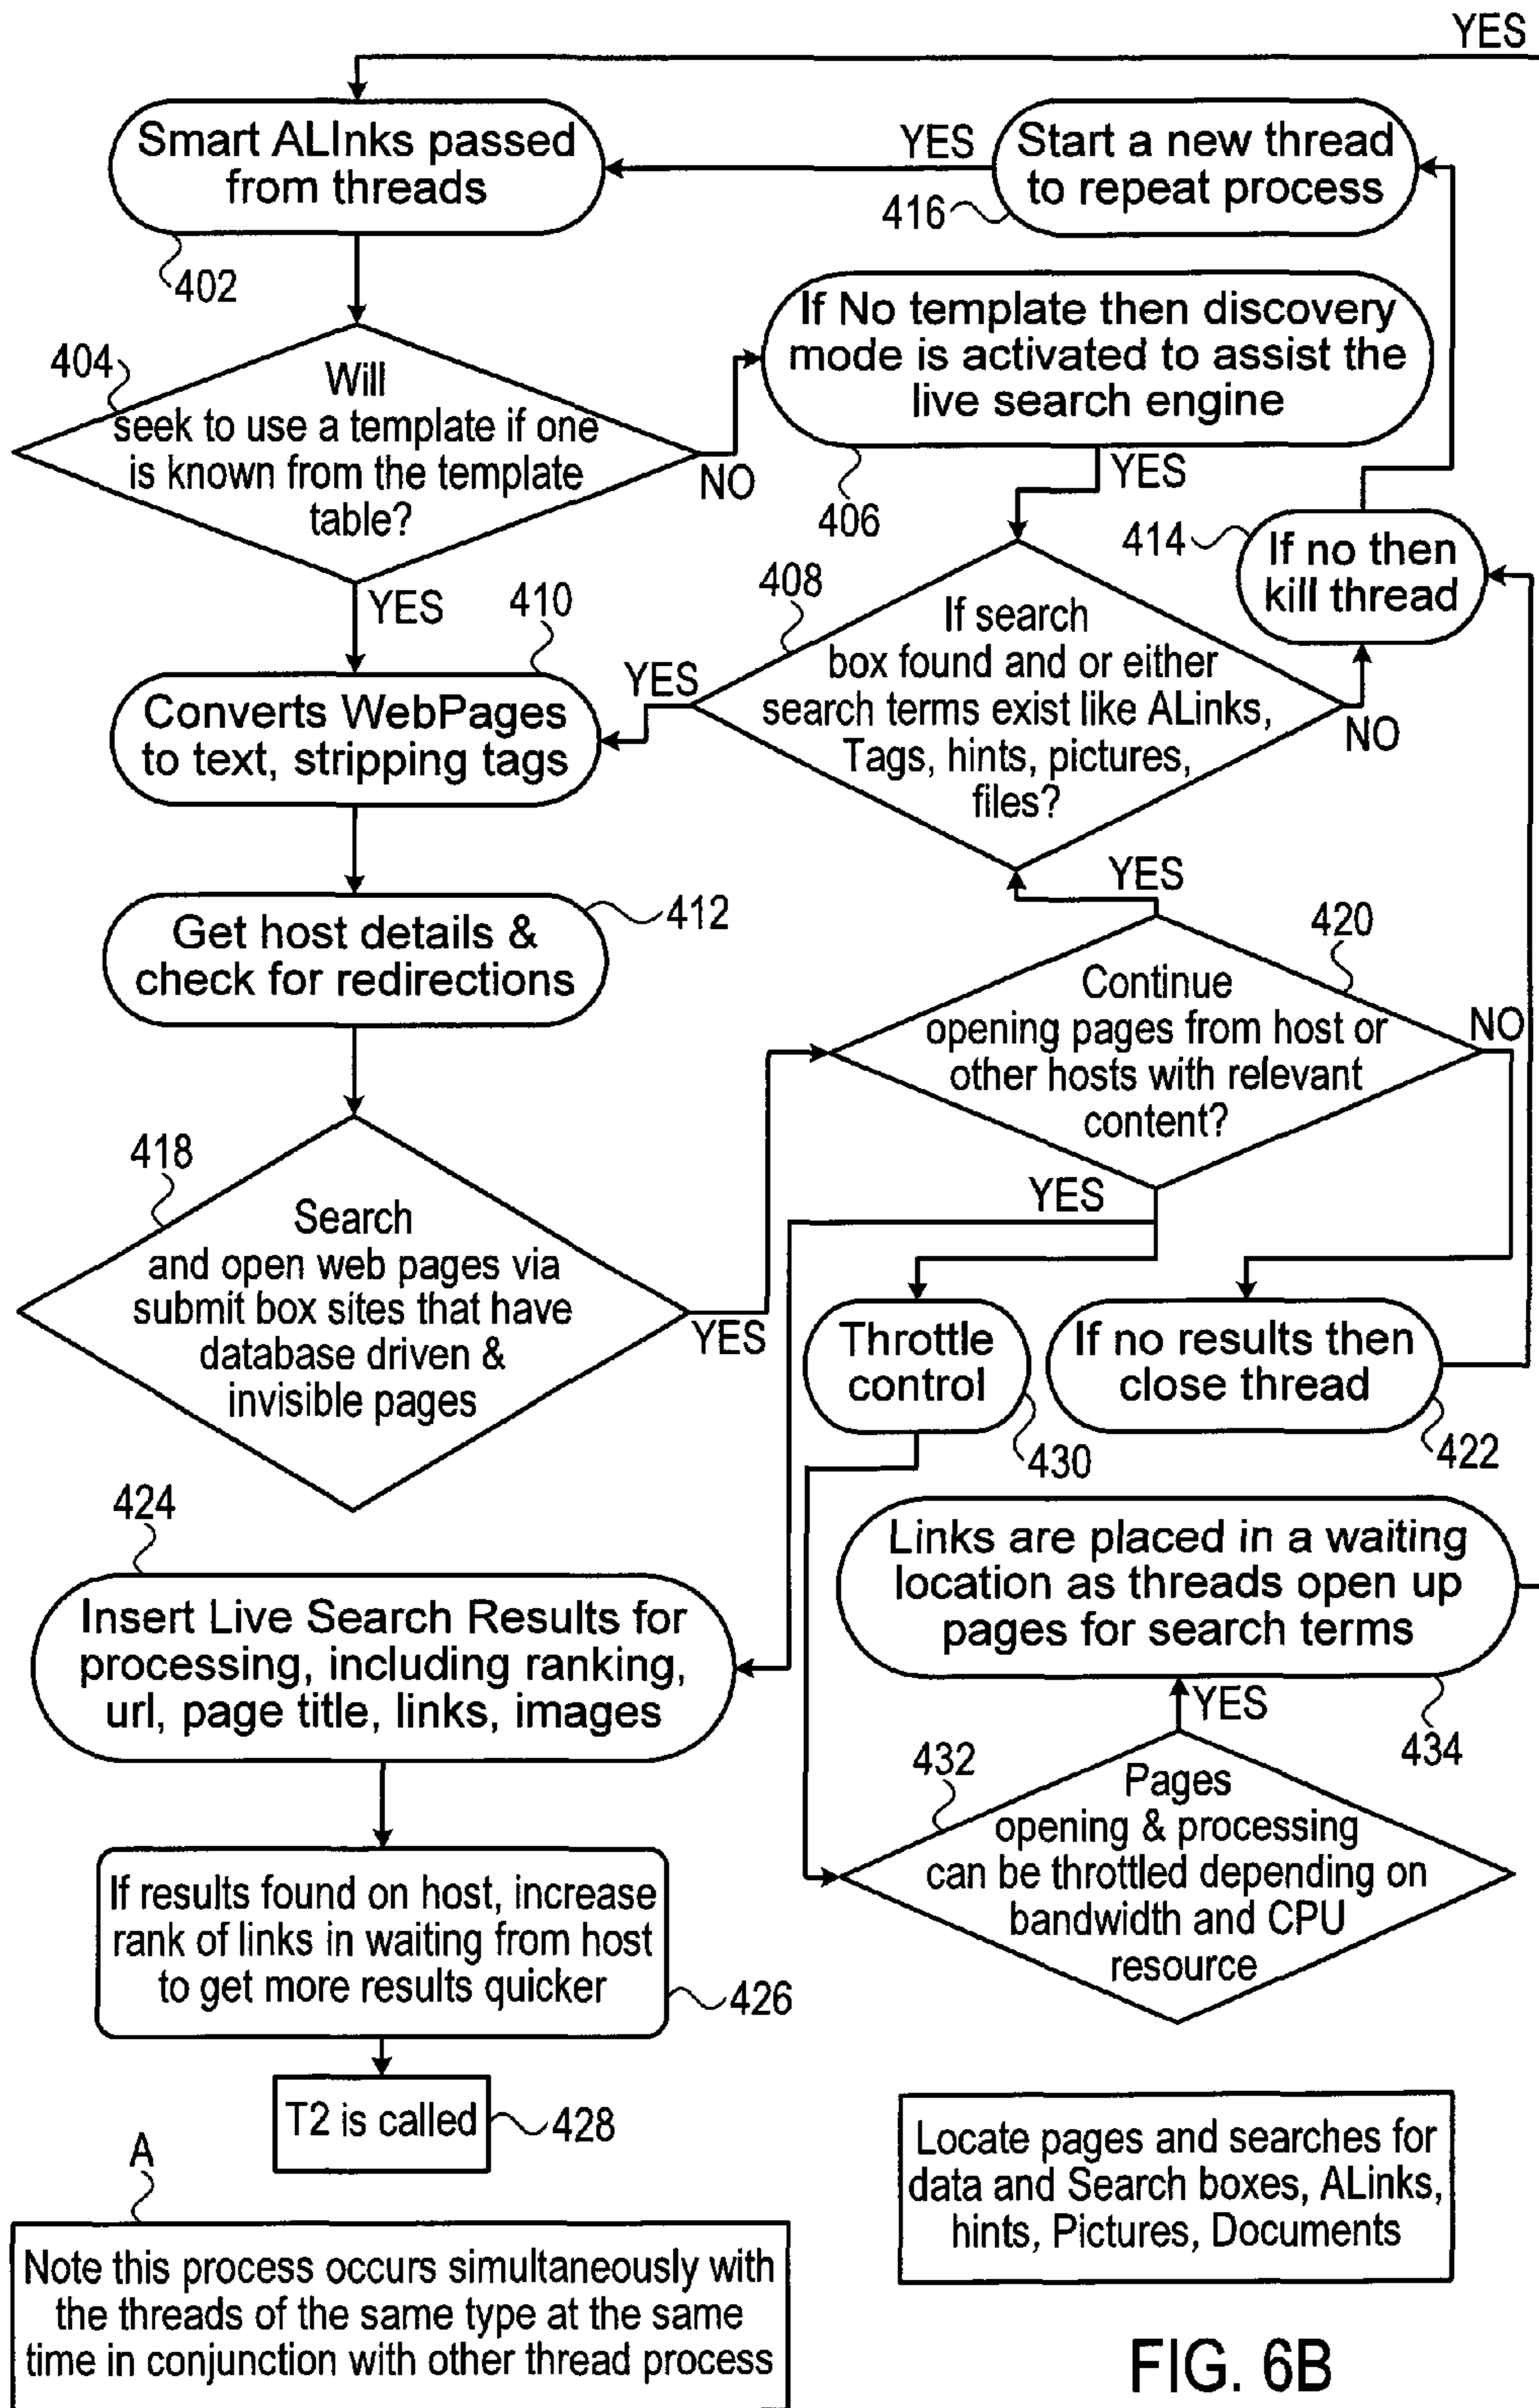 YES
Smart ALInks passed
from threads
402
YES
Start a new thread
to repeat process
416
404
Will
seek to use a template if one
is known from the template
table?
NO
YES
If No template then discovery
mode is activated to assist the
live search engine
406
YES
414
If no then
kill thread
408
If search
box found and or either
search terms exist like ALinks,
Tags, hints, pictures,
files?
YES
NO
410
Converts WebPages
to text, stripping tags
Get host details &
check for redirections
412
YES
420
Continue
opening pages from host or
other hosts with relevant
content?
NO
YES
418
Search
and open web pages via
submit box sites that have
database driven &
invisible pages
YES
Throttle
control
430
If no results then
close thread
422
424
Insert Live Search Results for
processing, including ranking,
url, page title, links, images
Links are placed in a waiting
location as threads open up
pages for search terms
434
YES
432
Pages
opening & processing
can be throttled depending on
bandwidth and CPU
resource
If results found on host, increase
rank of links in waiting from host
to get more results quicker
426
T2 is called
428
A
Note this process occurs simultaneously with
the threads of the same type at the same
time in conjunction with other thread process
Locate pages and searches for
data and Search boxes, ALinks,
hints, Pictures, Documents
FIG. 6B